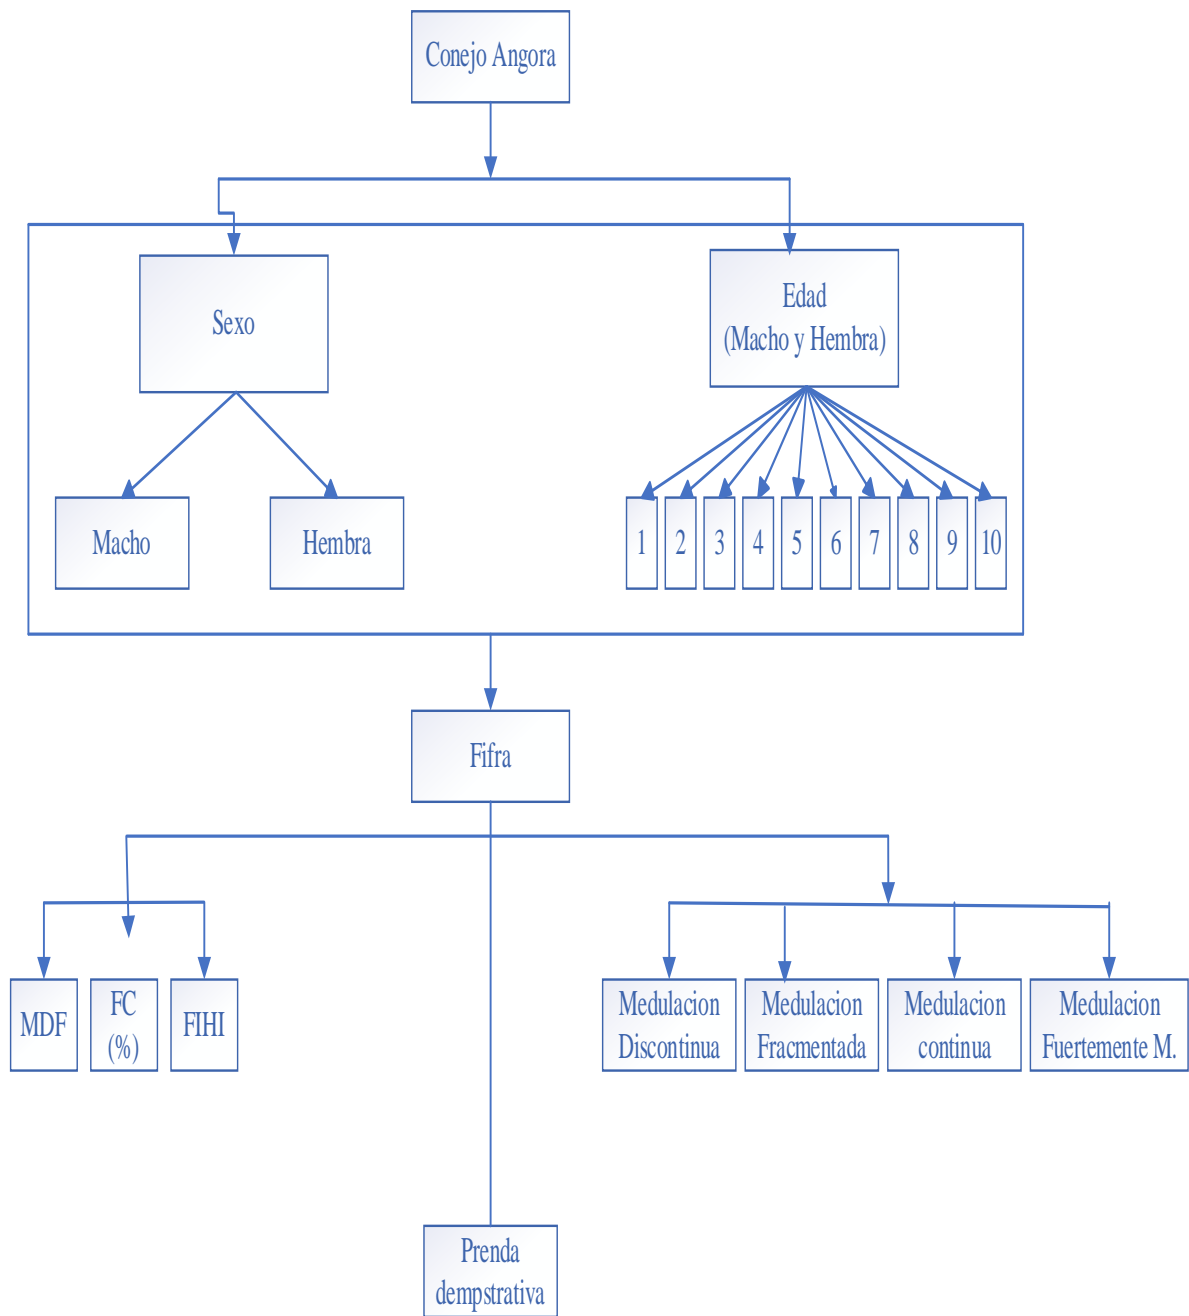 Conejo Angora
Sexo
Edad
(Macho y Hembra)
Macho
Hembra
1
2
3
4
5
6
7
8
9
10
Fifra
MDF
FC
(%)
FIHI
Medulacion
Discontinua
Medulacion
Fracmentada
Medulacion
continua
Medulacion
Fuertemente M.
Prenda
dempstrativa